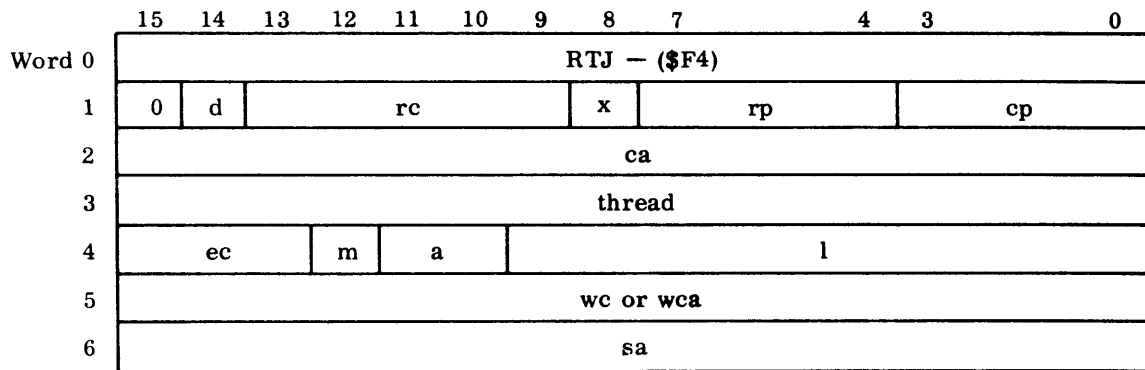 15 14 13 12 11 10 9 8 7 4 3 0
Word 0 RTJ — ($F4)
1 0 d rc x rp cp
2 ca
3 thread
4 ec m a l
5 wc or wca
6 sa